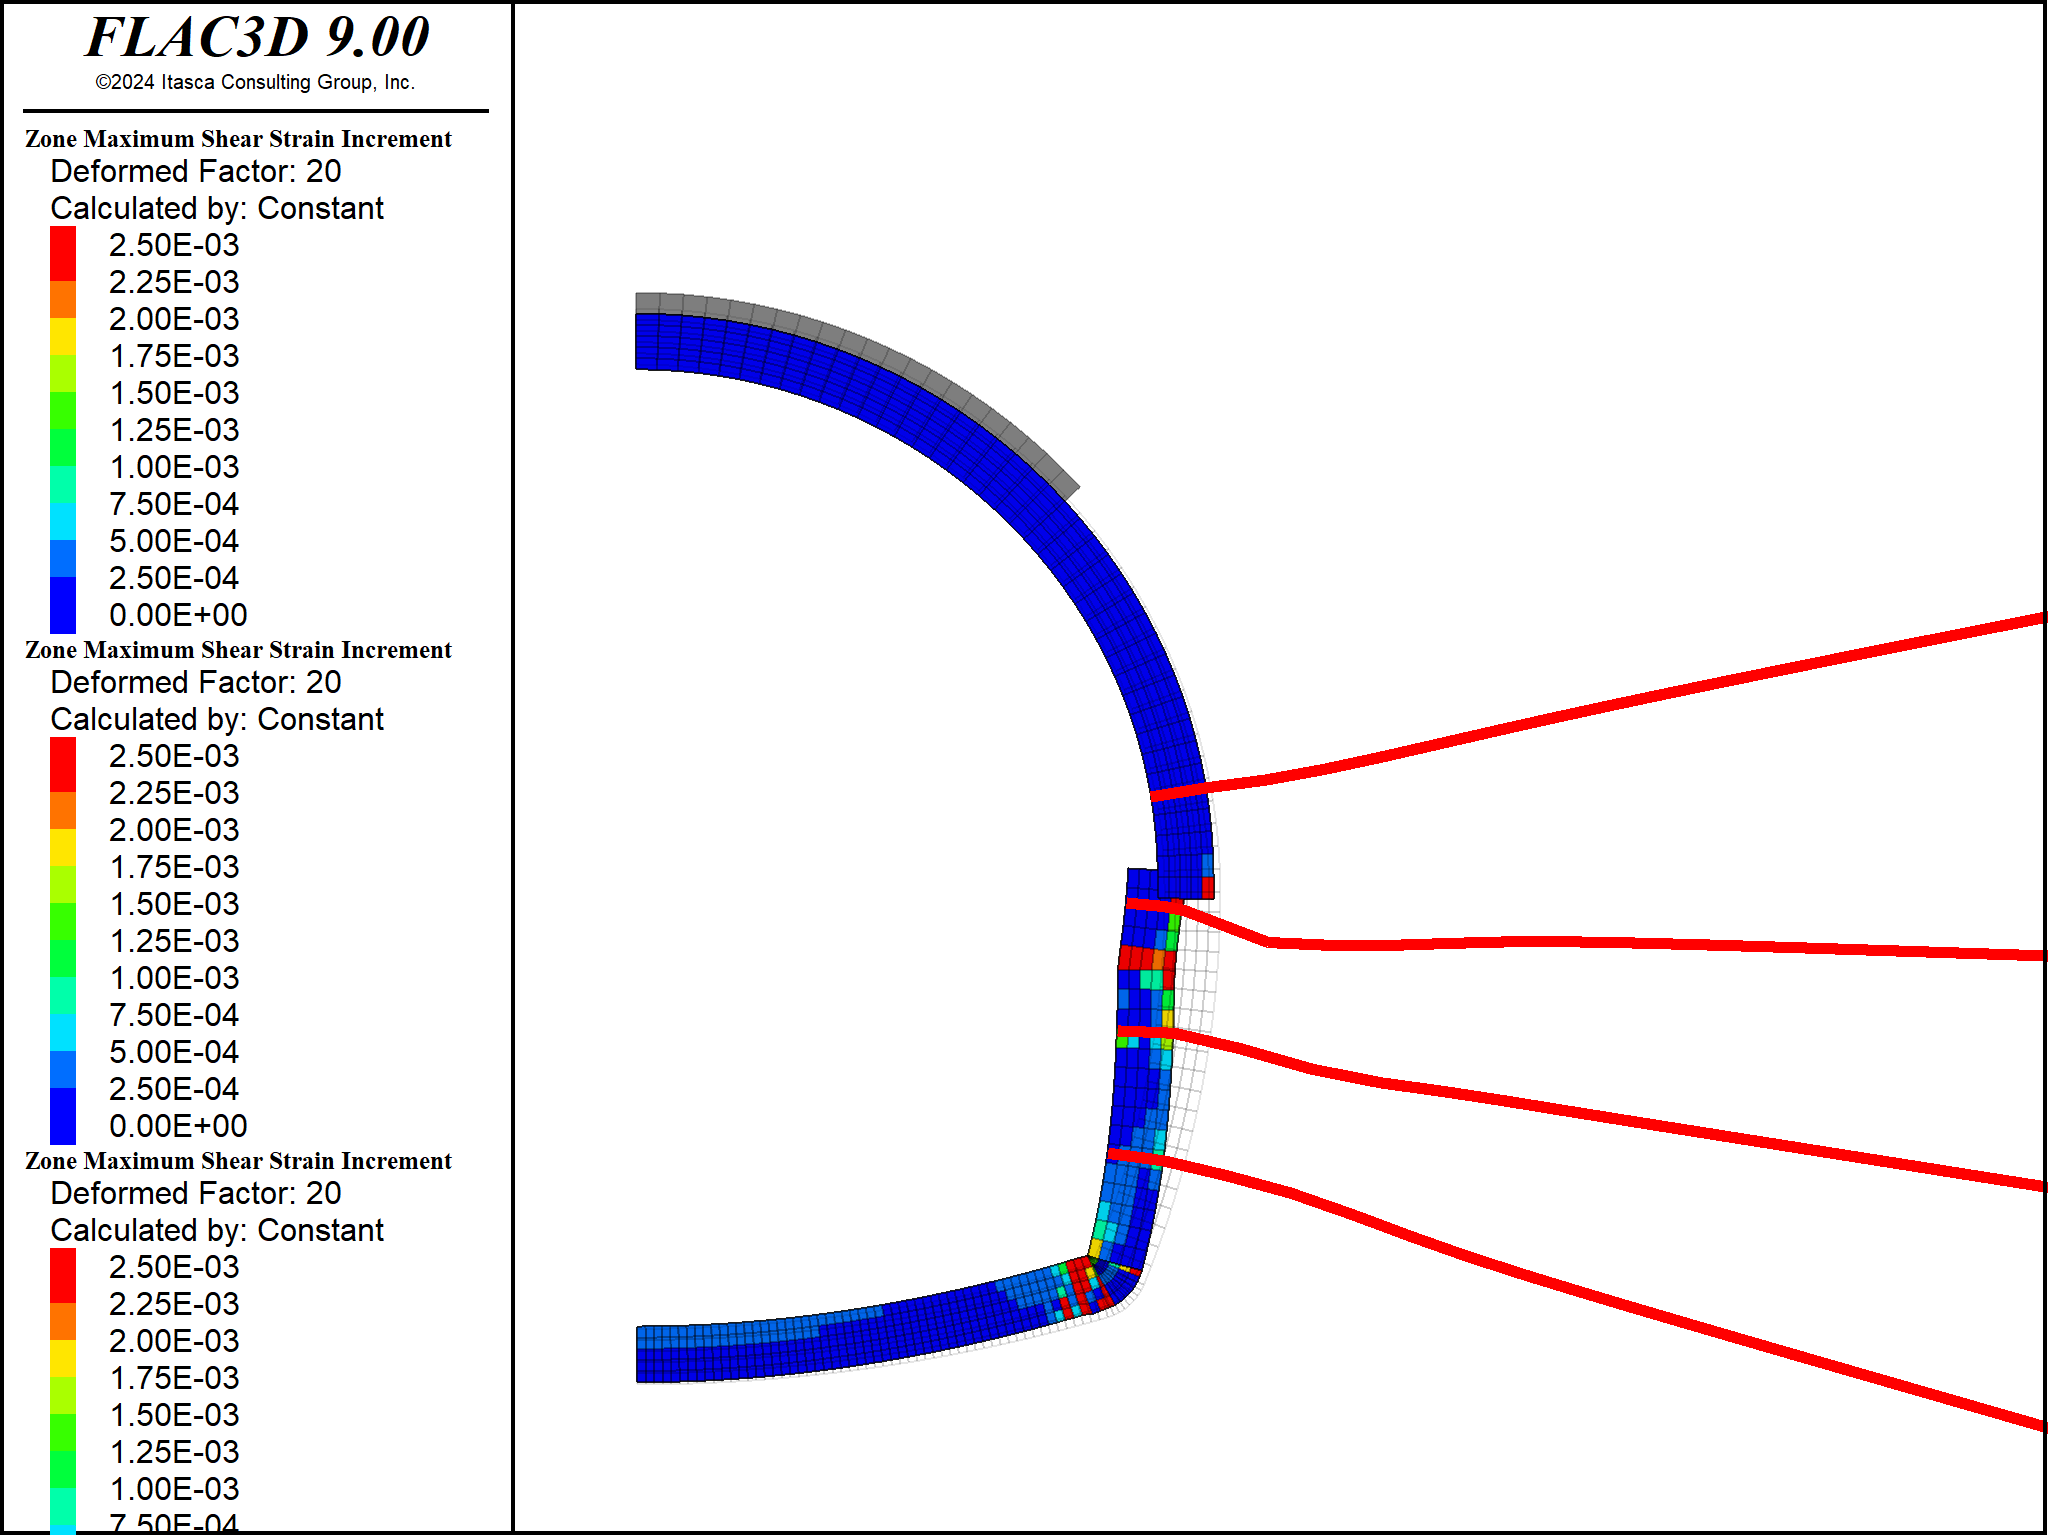 FLAC3D 9.00
©2024 Itasca Consulting Group, Inc.
Zone Maximum Shear Strain Increment
Deformed Factor: 20
Calculated by: Constant
2.50E-03
2.25E-03
2.00E-03
1.75E-03
1.50E-03
1.25E-03
1.00E-03
7.50E-04
5.00E-04
2.50E-04
0.00E+00
Zone Maximum Shear Strain Increment
Deformed Factor: 20
Calculated by: Constant
2.50E-03
2.25E-03
2.00E-03
1.75E-03
1.50E-03
1.25E-03
1.00E-03
7.50E-04
5.00E-04
2.50E-04
0.00E+00
Zone Maximum Shear Strain Increment
Deformed Factor: 20
Calculated by: Constant
2.50E-03
2.25E-03
2.00E-03
1.75E-03
1.50E-03
1.25E-03
1.00E-03
7.50E-04